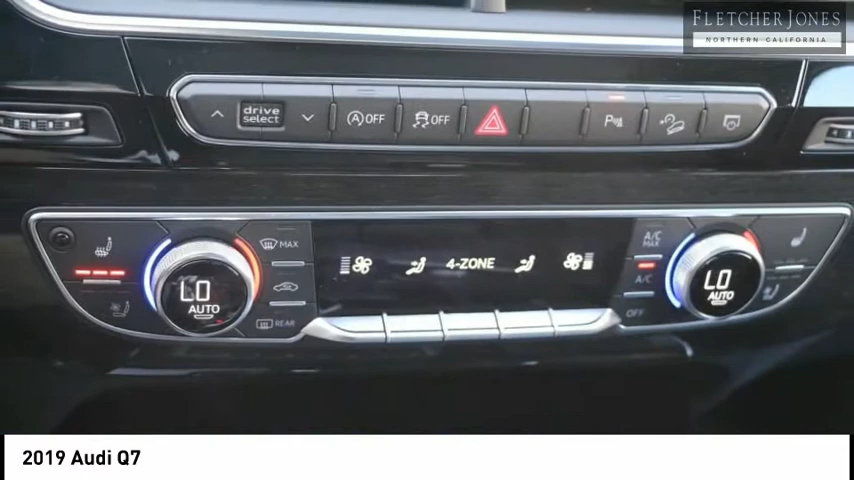 FLETCHER JONES
NORTHERN CALIFORNIA
drive
select
OFF
OFF
P
MAX
A/C
MAX
4-ZONE
LO
AUTO
A/C
LO
AUTO
REAR
OFF
2019 Audi Q7